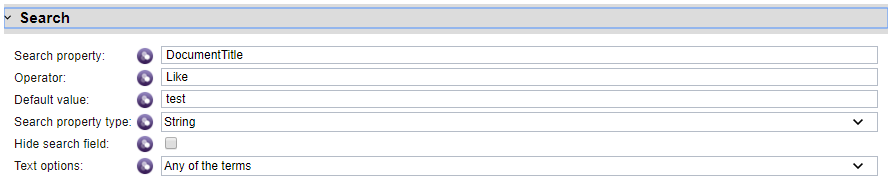 Search
Search property: DocumentTitle
Operator: Like
Default value: test
Search property type: String
Hide search field:
Text options: Any of the terms